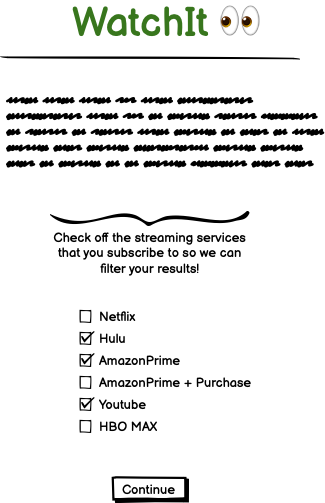 WatchIt 👀
Check off the streaming services
that you subscribe to so we can
filter your results!
Netflix
Hulu
AmazonPrime
AmazonPrime + Purchase
Youtube
HBO MAX
Continue